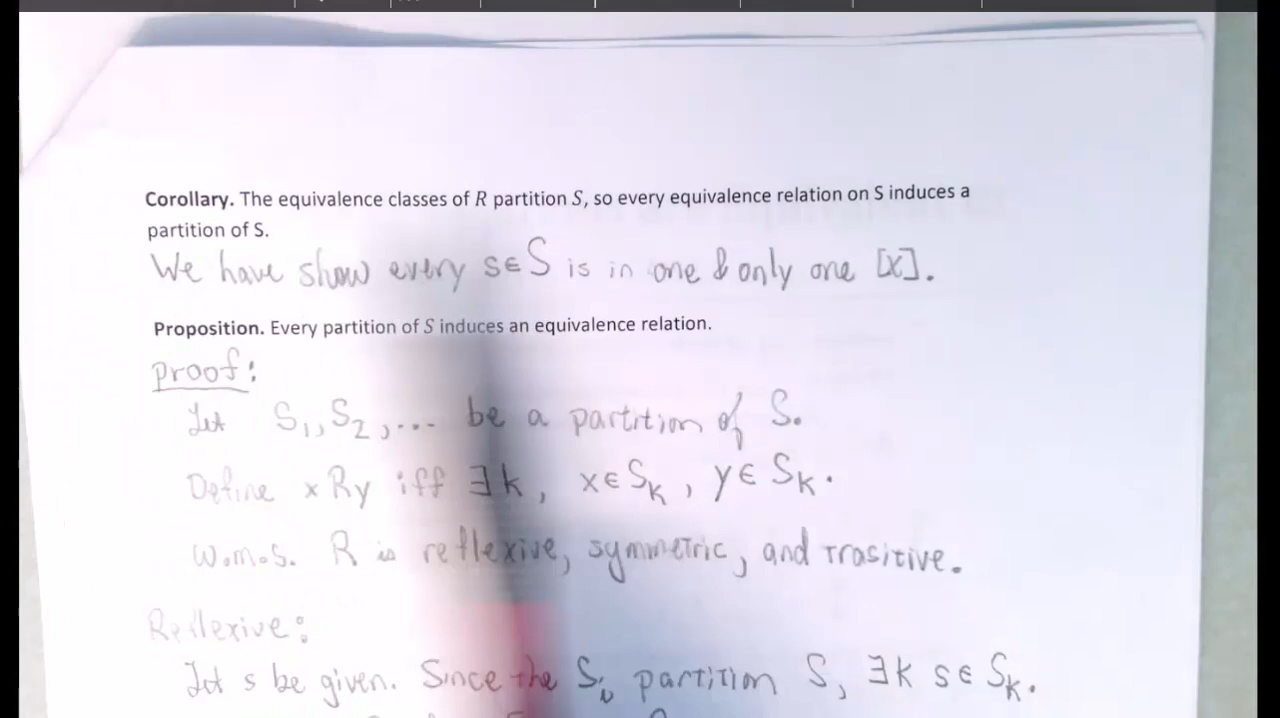 Corollary. The equivalence classes of R partition S, so every equivalence relation on S induces a
partition of S.
We have show every s∈S is in one & only one [x].
Proposition. Every partition of S induces an equivalence relation.
Proof:
Let S₁, S₂, ... be a partition of S.
Define xRy iff ∃k, x∈Sₖ, y∈Sₖ.
W.m.s. R is reflexive, symmetric, and trasitive.
Reflexive:
Let s be given. Since the Sᵢ partition S, ∃k s∈Sₖ.